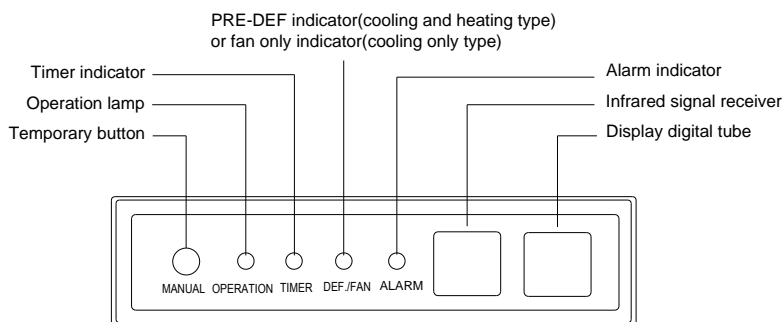 PRE-DEF indicator(cooling and heating type)
or fan only indicator(cooling only type)
Timer indicator
Alarm indicator
Operation lamp
Infrared signal receiver
Temporary button
Display digital tube
MANUAL OPERATION TIMER DEF./FAN ALARM